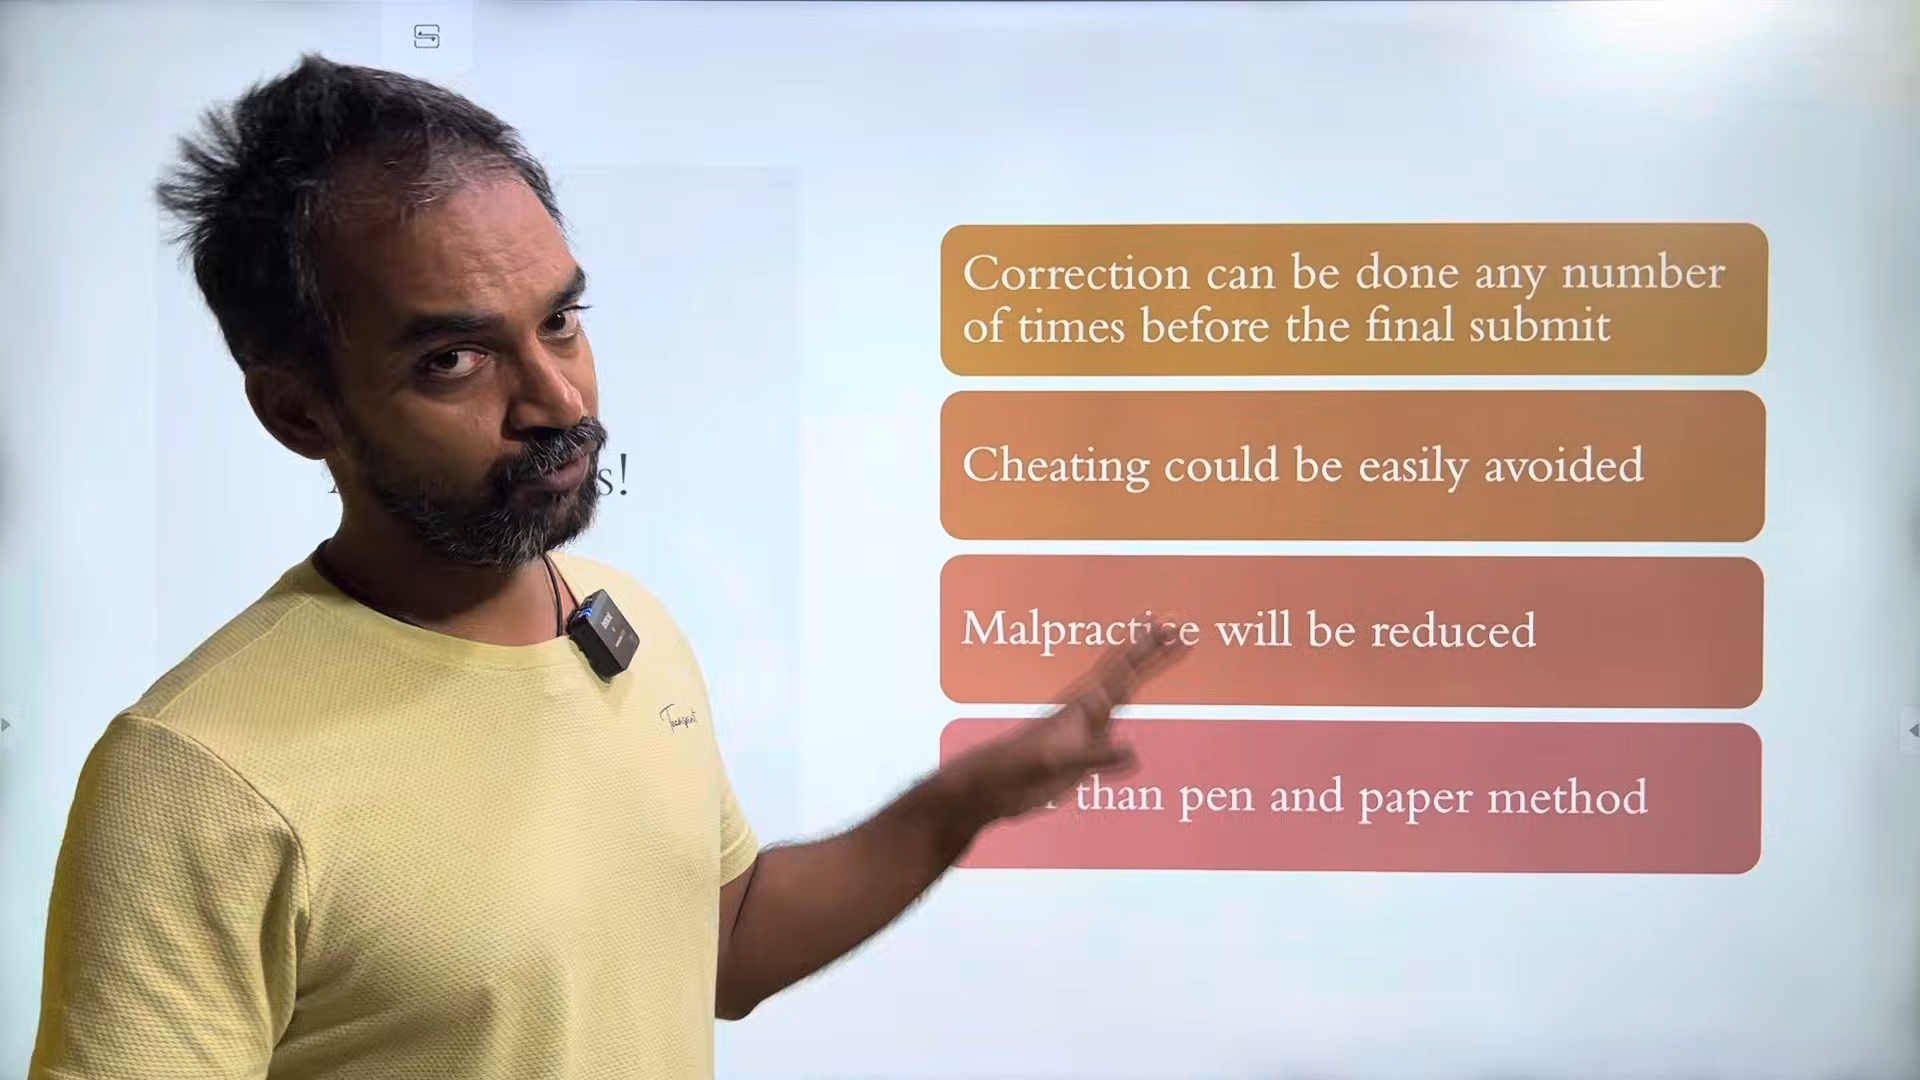 Correction can be done any number
of times before the final submit
Cheating could be easily avoided
Malpractice will be reduced
than pen and paper method